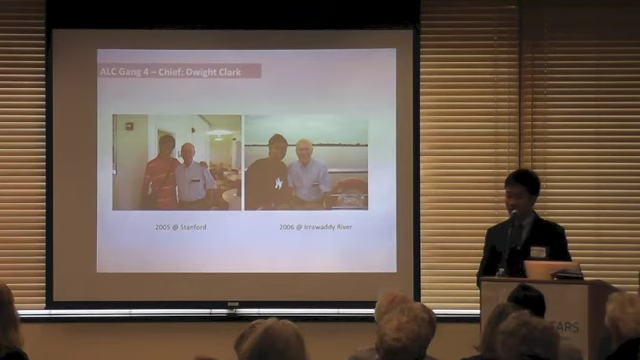 ALC Gang 4 – Chief: Dwight Clark
2005 @ Stanford
2006 @ Irrawaddy River